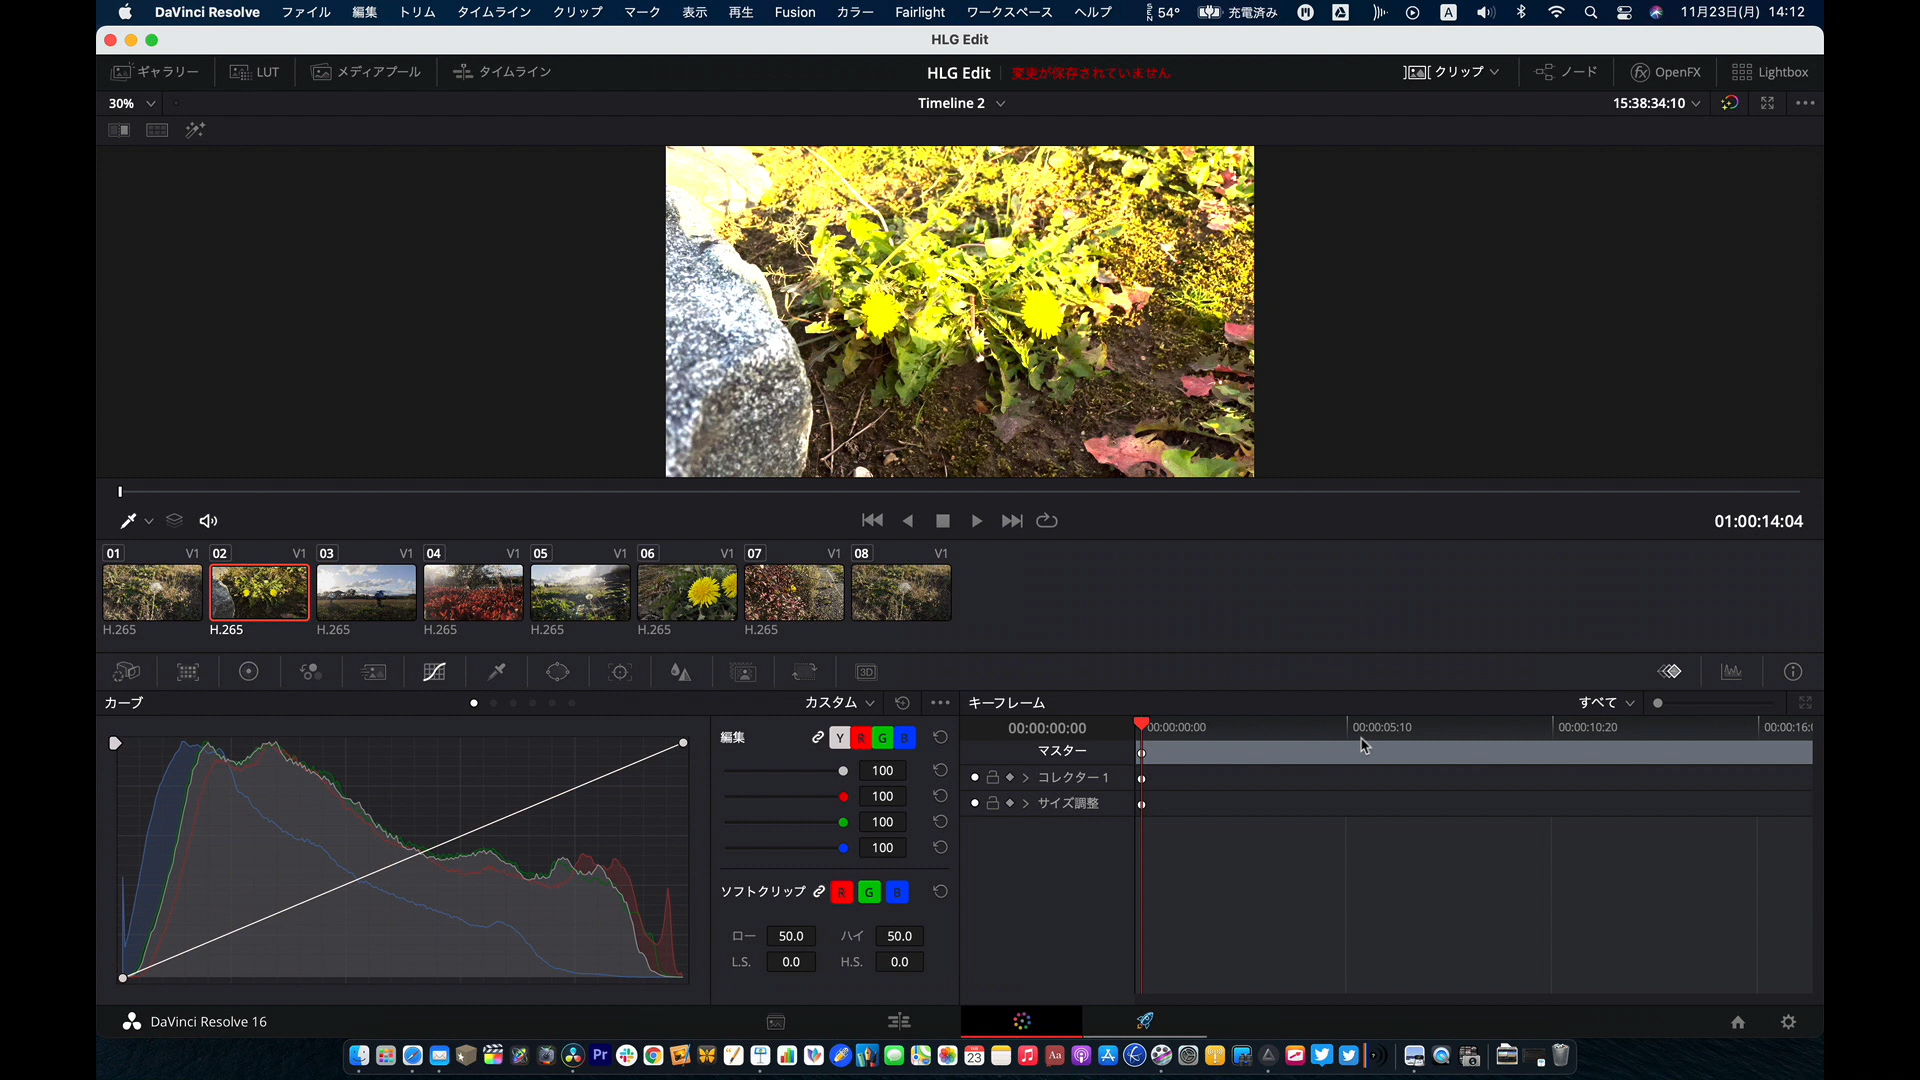 DaVinci Resolve ファイル 編集 トリム タイムライン クリップ マーク 表示 再生 Fusion カラー Fairlight ワークスペース ヘルプ 54° 充電済み A 11月23日(月) 14:12
HLG Edit
ギャラリー LUT メディアプール タイムライン HLG Edit 変更が保存されていません クリップ ノード OpenFX Lightbox
30% Timeline 2 15:38:34:10
01:00:14:04
01 V1 02 V1 03 V1 04 V1 05 V1 06 V1 07 V1 08 V1
H.265 H.265 H.265 H.265 H.265 H.265 H.265
3D
カーブ カスタム キーフレーム すべて
編集 Y R G B 00:00:00:00 00:00:00:00 00:00:05:10 00:00:10:20 00:00:16:0
マスター
100 コレクター 1
100 サイズ調整
100
100
ソフトクリップ R G B
ロー 50.0 ハイ 50.0
L.S. 0.0 H.S. 0.0
DaVinci Resolve 16
Pr 23 Aa